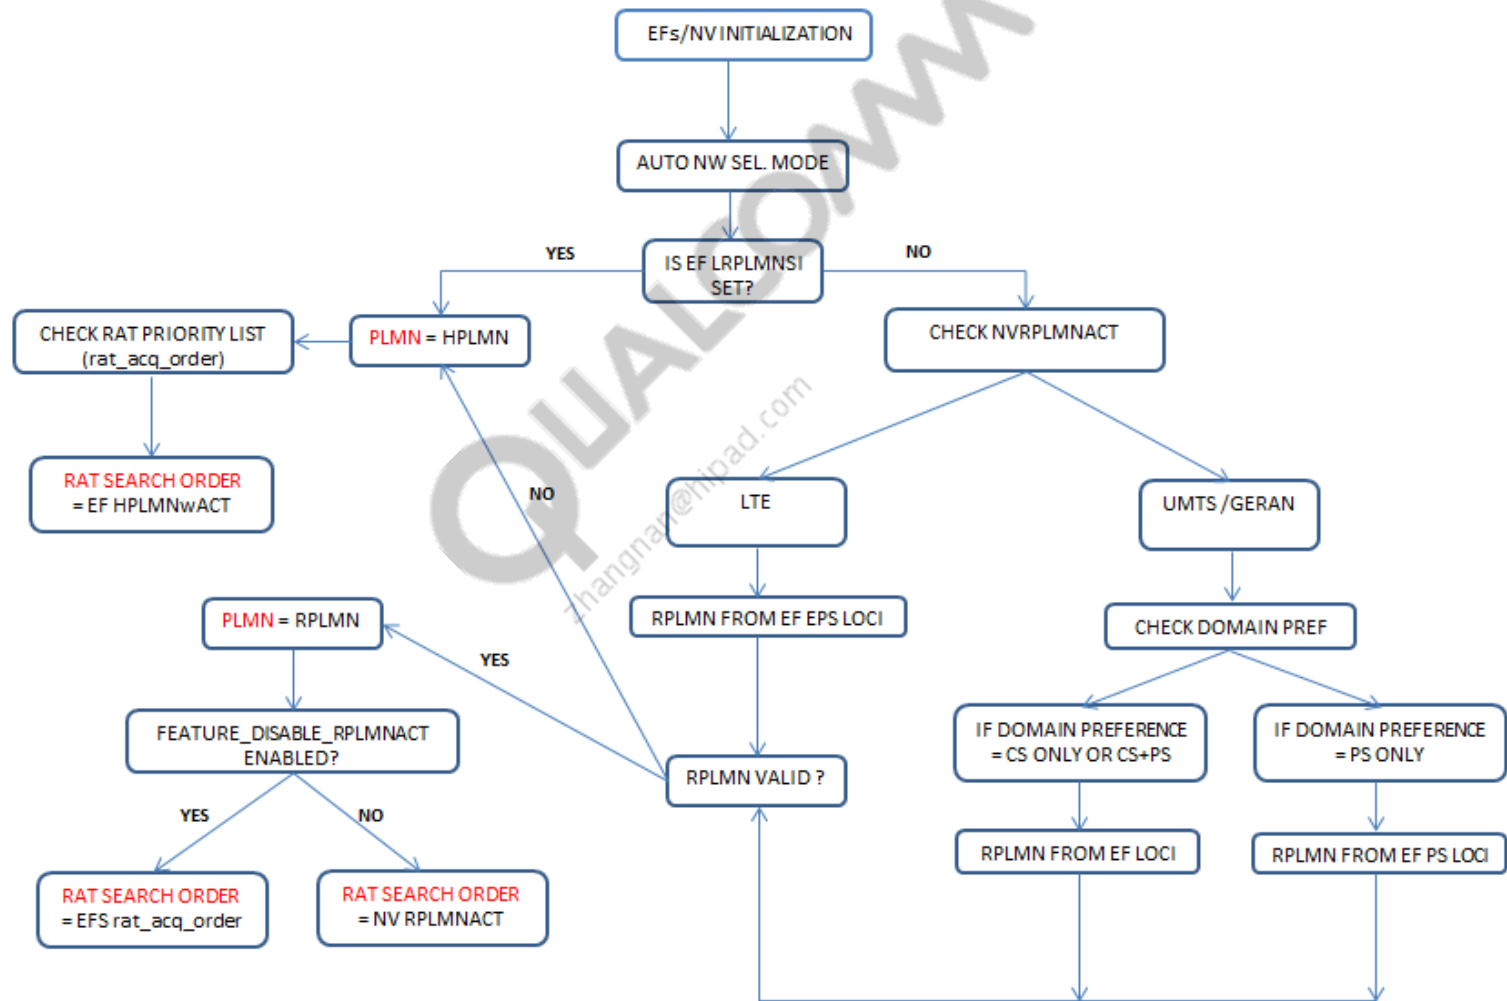 EFs/NV INITIALIZATION
AUTO NW SEL. MODE
IS EF LRPLMNSI
SET?
YES
NO
CHECK RAT PRIORITY LIST
(rat_acq_order)
PLMN = HPLMN
CHECK NVRPLMNACT
RAT SEARCH ORDER
= EF HPLMNwACT
NO
LTE
UMTS /GERAN
PLMN = RPLMN
YES
RPLMN FROM EF EPS LOCI
CHECK DOMAIN PREF
FEATURE_DISABLE_RPLMNACT
ENABLED?
RPLMN VALID ?
IF DOMAIN PREFERENCE
= CS ONLY OR CS+PS
IF DOMAIN PREFERENCE
= PS ONLY
YES
NO
RPLMN FROM EF LOCI
RPLMN FROM EF PS LOCI
RAT SEARCH ORDER
= EFS rat_acq_order
RAT SEARCH ORDER
= NV RPLMNACT
QUALCOMM
zhangnan@hipad.com